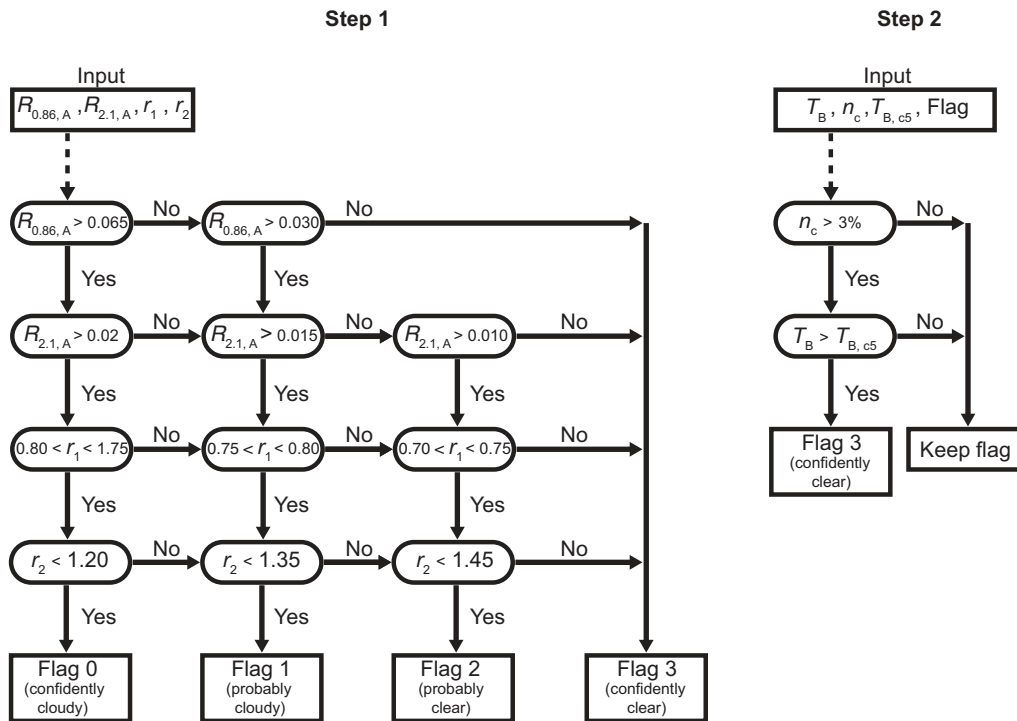 Step 1
Step 2
Input
R0.86, A , R2.1, A , r1 , r2
R0.86, A > 0.065
No
R0.86, A > 0.030
No
Yes
Yes
R2.1, A > 0.02
No
R2.1, A > 0.015
No
R2.1, A > 0.010
No
Yes
Yes
Yes
0.80 < r1 < 1.75
No
0.75 < r1 < 0.80
No
0.70 < r1 < 0.75
No
Yes
Yes
Yes
r2 < 1.20
No
r2 < 1.35
No
r2 < 1.45
No
Yes
Yes
Yes
Flag 0
(confidently
cloudy)
Flag 1
(probably
cloudy)
Flag 2
(probably
clear)
Flag 3
(confidently
clear)
Input
TB , nc , TB, c5 , Flag
nc > 3%
No
Yes
TB > TB, c5
No
Yes
Flag 3
(confidently
clear)
Keep flag